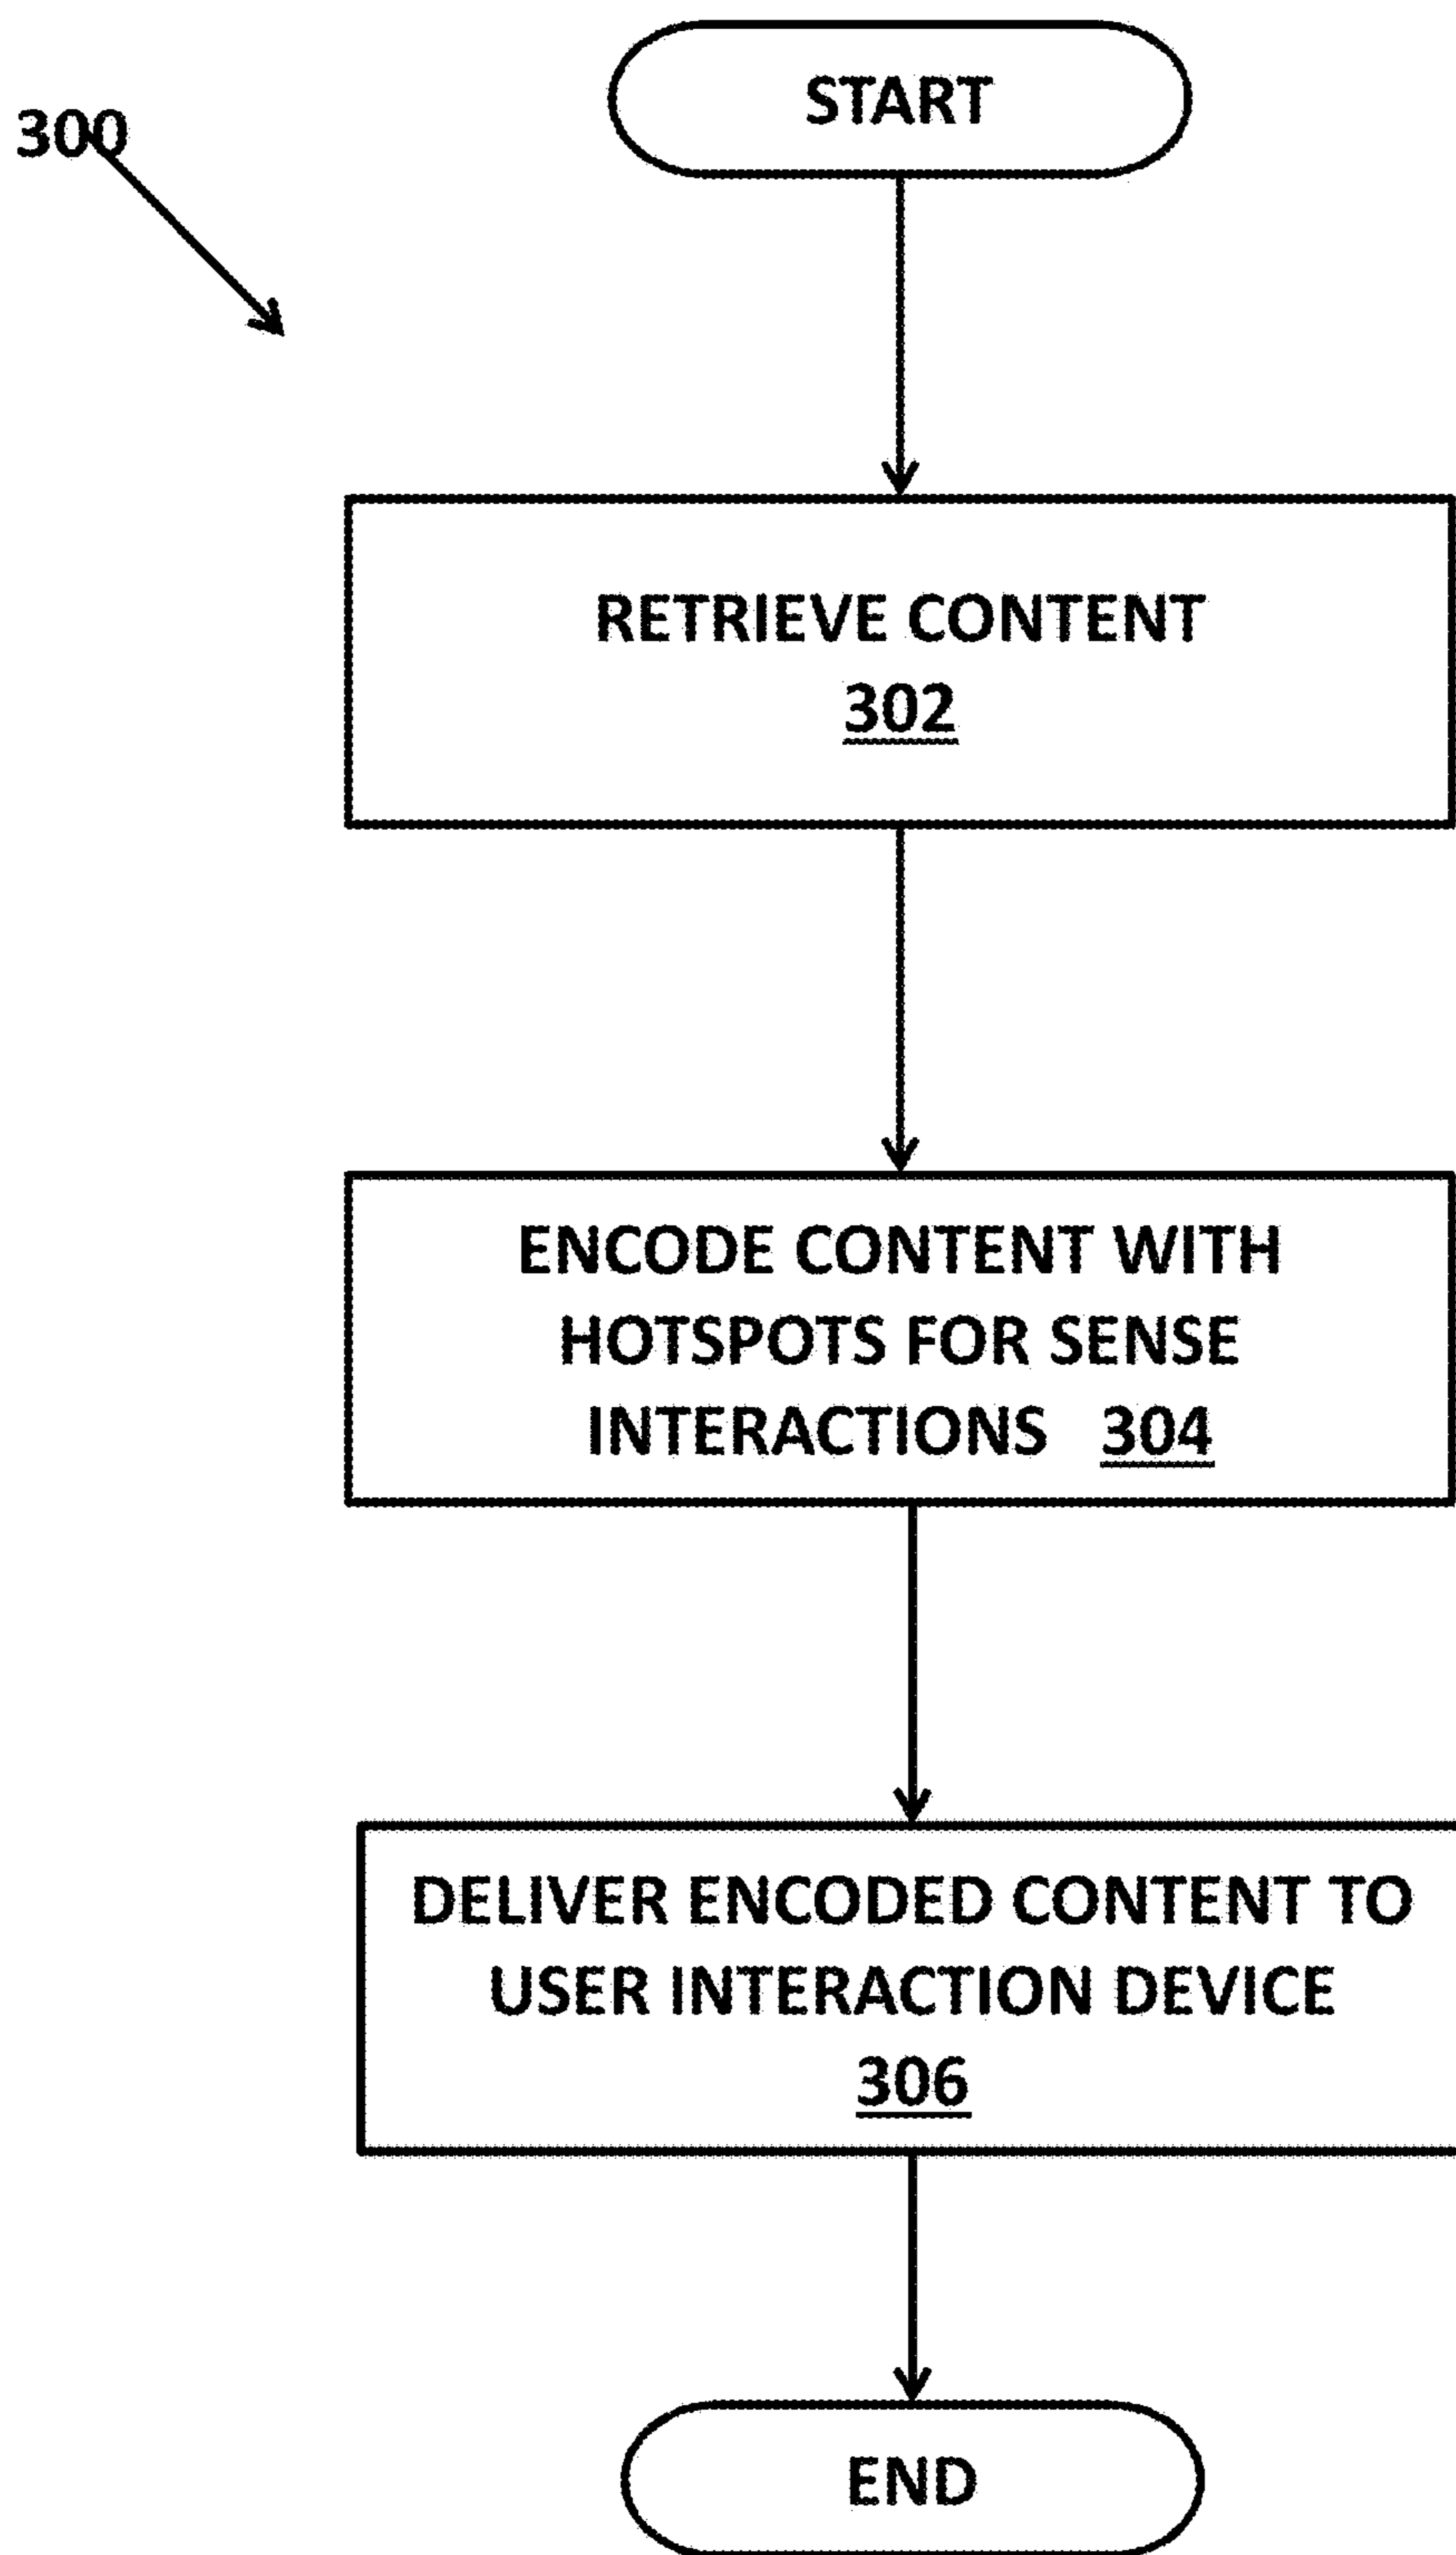 START
300
RETRIEVE CONTENT
302
ENCODE CONTENT WITH
HOTSPOTS FOR SENSE
INTERACTIONS 304
DELIVER ENCODED CONTENT TO
USER INTERACTION DEVICE
306
END